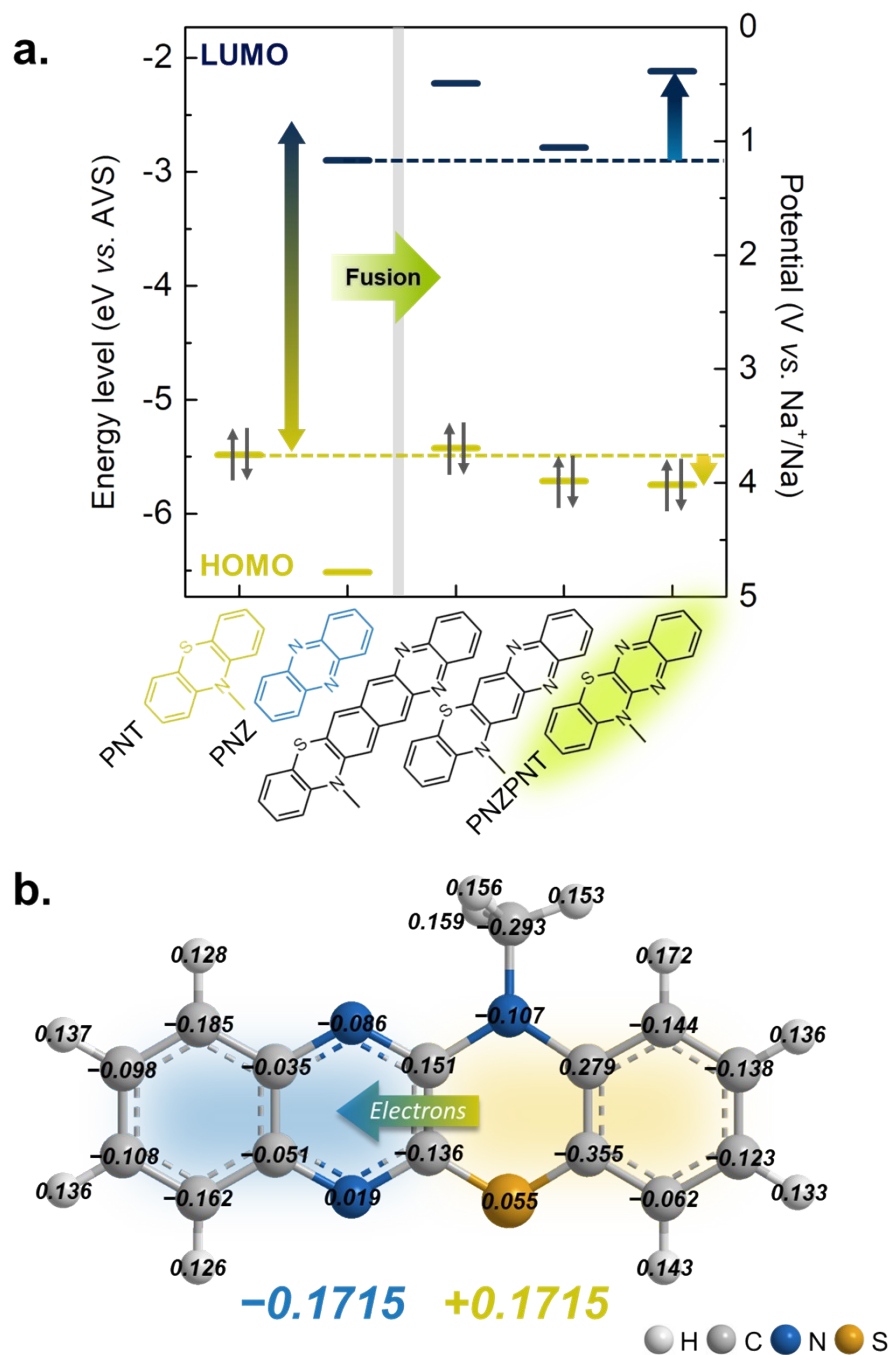 a.
0
-2
LUMO
1
-3
2
-4
Fusion
3
-5
4
-6
HOMO
5
Energy level (eV vs. AVS)
Potential (V vs. Na⁺/Na)
S
N
PNT
N
N
PNZ
N
N
S
N
N
N
S
N
N
N
S
N
PNZPNT
b.
0.156
0.153
0.159
−0.293
0.128
0.172
0.137
−0.185
−0.086
−0.107
−0.144
0.136
−0.098
−0.035
0.151
0.279
−0.138
Electrons
−0.108
−0.051
−0.136
−0.355
−0.123
0.136
−0.162
0.019
0.055
−0.062
0.133
0.126
0.143
−0.1715 +0.1715
H C N S